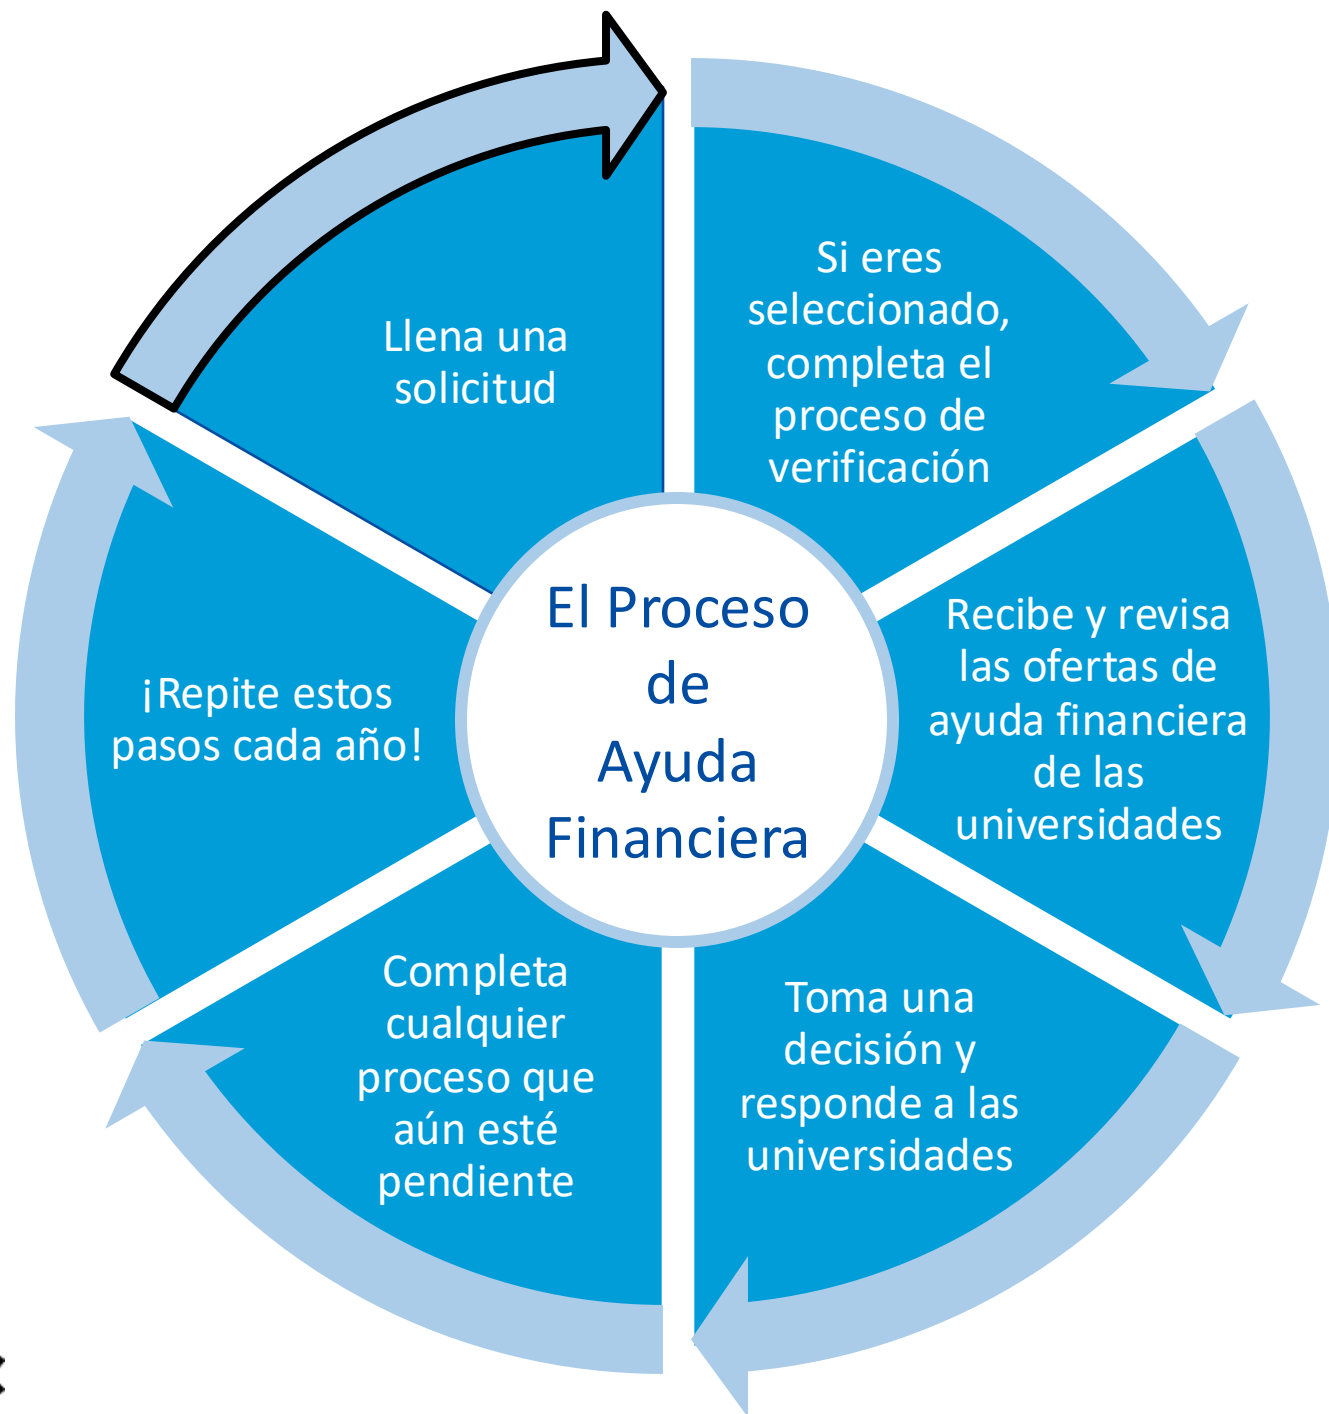 Llena una
solicitud
Si eres
seleccionado,
completa el
proceso de
verificación
Recibe y revisa
las ofertas de
ayuda financiera
de las
universidades
Toma una
decisión y
responde a las
universidades
Completa
cualquier
proceso que
aún esté
pendiente
¡Repite estos
pasos cada año!
El Proceso
de
Ayuda
Financiera